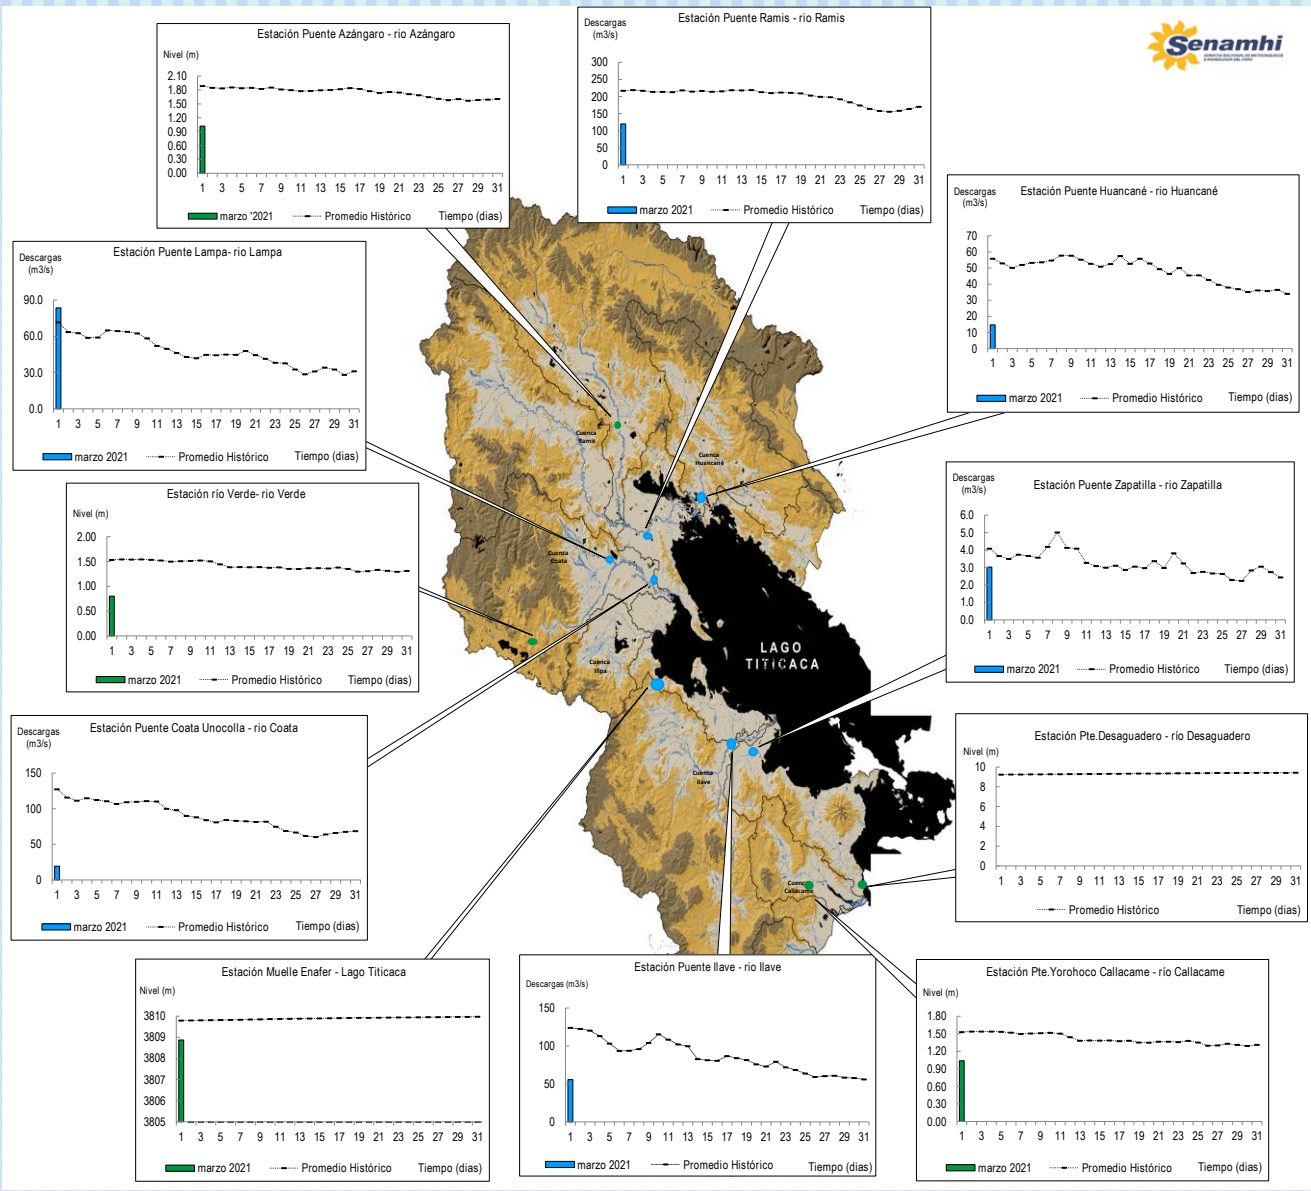 Estación Puente Azángaro - rio Azángaro
Nivel (m)
2.10
1.80
1.50
1.20
0.90
0.60
0.30
0.00
1 3 5 7 9 11 13 15 17 19 21 23 25 27 29 31
marzo '2021 Promedio Histórico Tiempo (dias)
Estación Puente Ramis - rio Ramis
Descargas
(m3/s)
300
250
200
150
100
50
0
1 3 5 7 9 11 13 15 17 19 21 23 25 27 29 31
marzo 2021 Promedio Histórico Tiempo (dias)
Senamhi
SERVICIO NACIONAL DE METEOROLOGÍA
E HIDROLOGÍA DEL PERÚ
Estación Puente Huancané - rio Huancané
Descargas
(m3/s)
70
60
50
40
30
20
10
0
1 3 5 7 9 11 13 15 17 19 21 23 25 27 29 31
marzo 2021 Promedio Histórico Tiempo (dias)
Estación Puente Lampa- rio Lampa
Descargas
(m3/s)
90.0
60.0
30.0
0.0
1 3 5 7 9 11 13 15 17 19 21 23 25 27 29 31
marzo 2021 Promedio Histórico Tiempo (dias)
Estación río Verde- rio Verde
Nivel (m)
2.00
1.50
1.00
0.50
0.00
1 3 5 7 9 11 13 15 17 19 21 23 25 27 29 31
marzo 2021 Promedio Histórico Tiempo (dias)
Estación Puente Zapatilla - rio Zapatilla
Descargas
(m3/s)
6.0
5.0
4.0
3.0
2.0
1.0
0.0
1 3 5 7 9 11 13 15 17 19 21 23 25 27 29 31
marzo 2021 Promedio Histórico Tiempo (dias)
Estación Puente Coata Unocolla - rio Coata
Descargas
(m3/s)
150
100
50
0
1 3 5 7 9 11 13 15 17 19 21 23 25 27 29 31
marzo 2021 Promedio Histórico Tiempo (dias)
Estación Pte.Desaguadero - río Desaguadero
Nivel (m)
10
8
6
4
2
0
1 3 5 7 9 11 13 15 17 19 21 23 25 27 29 31
Promedio Histórico Tiempo (dias)
Cuenca
Ramis
Cuenca
Huancané
Cuenca
Coata
Cuenca
Illpa
LAGO
TITICACA
Cuenca
Ilave
Cuenca
Callacame
Estación Muelle Enafer - Lago Titicaca
Nivel (m)
3810
3809
3808
3807
3806
3805
1 3 5 7 9 11 13 15 17 19 21 23 25 27 29 31
marzo 2021 Promedio Histórico Tiempo (dias)
Estación Puente Ilave - rio Ilave
Descargas (m3/s)
150
100
50
0
1 3 5 7 9 11 13 15 17 19 21 23 25 27 29 31
marzo 2021 Promedio Histórico Tiempo (dias)
Estación Pte.Yorohoco Callacame - río Callacame
Nivel (m)
1.80
1.50
1.20
0.90
0.60
0.30
0.00
1 3 5 7 9 11 13 15 17 19 21 23 25 27 29 31
marzo 2021 Promedio Histórico Tiempo (dias)